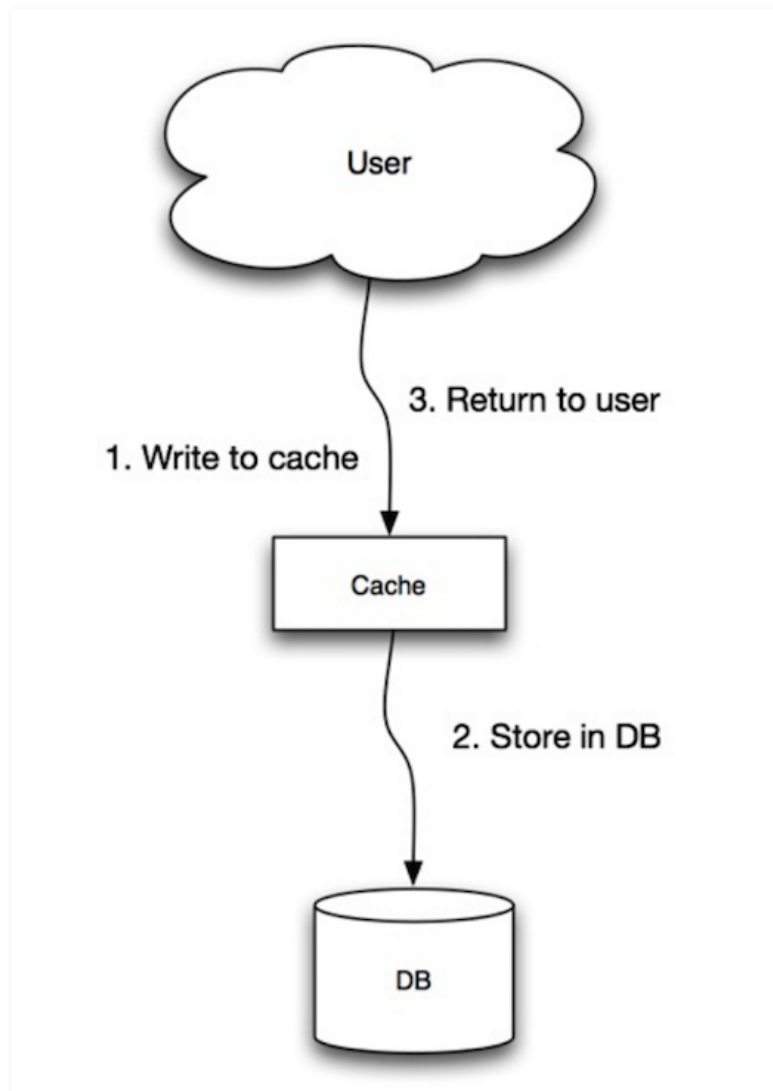 User
3. Return to user
1. Write to cache
Cache
2. Store in DB
DB